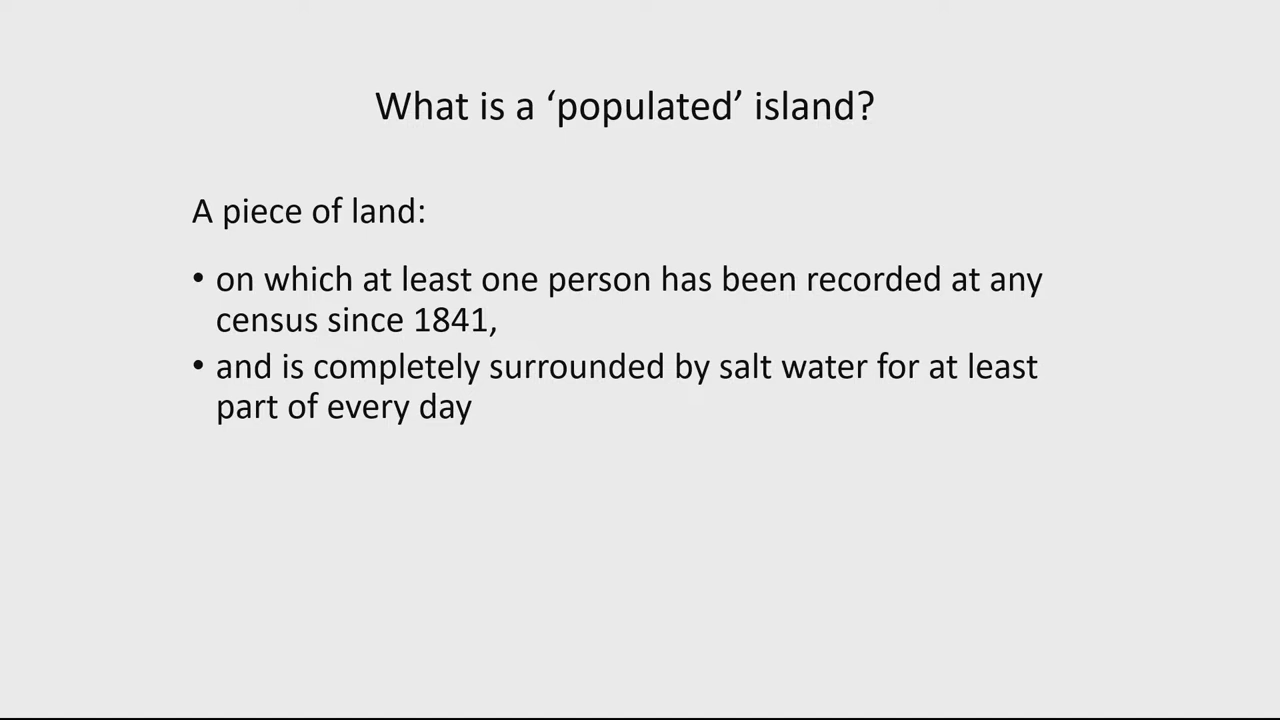 What is a ‘populated’ island?
A piece of land:
• on which at least one person has been recorded at any
census since 1841,
• and is completely surrounded by salt water for at least
part of every day